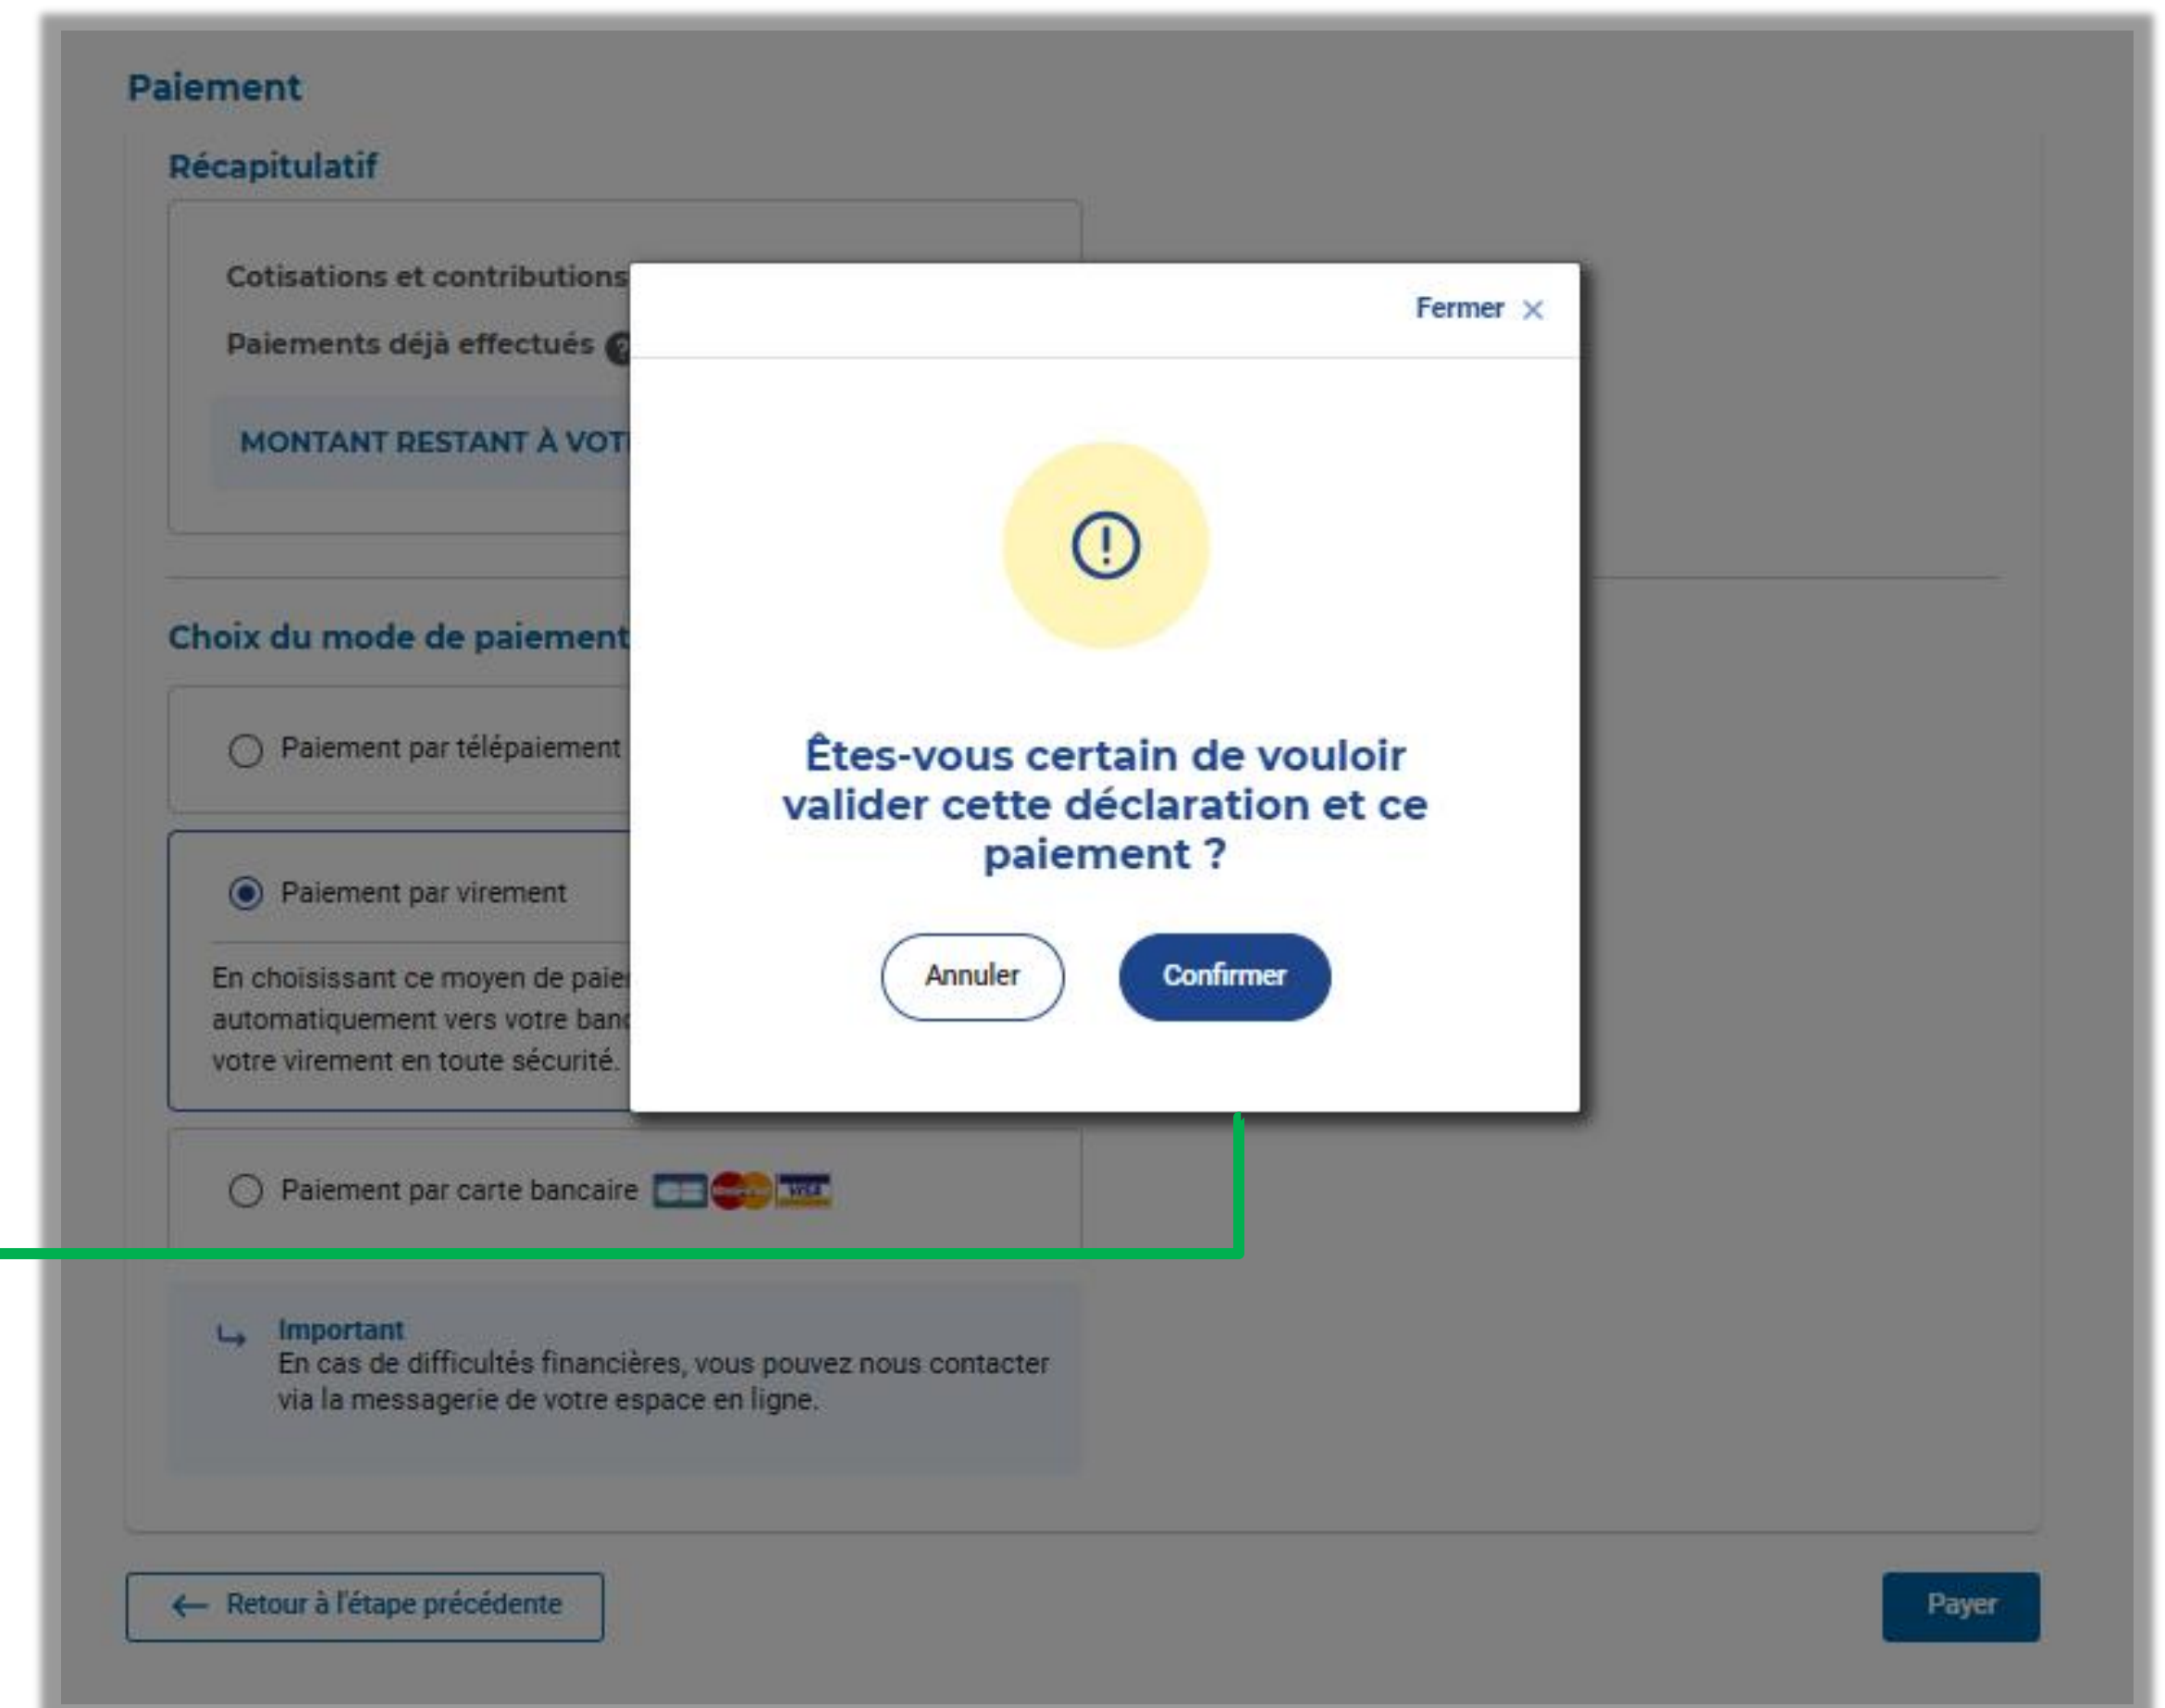 Paiement
Récapitulatif
Cotisations et contributions
Paiements déjà effectués ?
MONTANT RESTANT À
Fermer ×
Êtes-vous certain de vouloir
valider cette déclaration et ce
paiement ?
Annuler
Confirmer
Choix du mode de paiement
Paiement par télépaiement
Paiement par virement
En choisissant ce moyen de
automatiquement vers votre
votre virement en toute sécurité.
Paiement par carte bancaire VISA
Important
En cas de difficultés financières, vous pouvez nous contacter
via la messagerie de votre espace en ligne.
← Retour à l'étape précédente
Payer